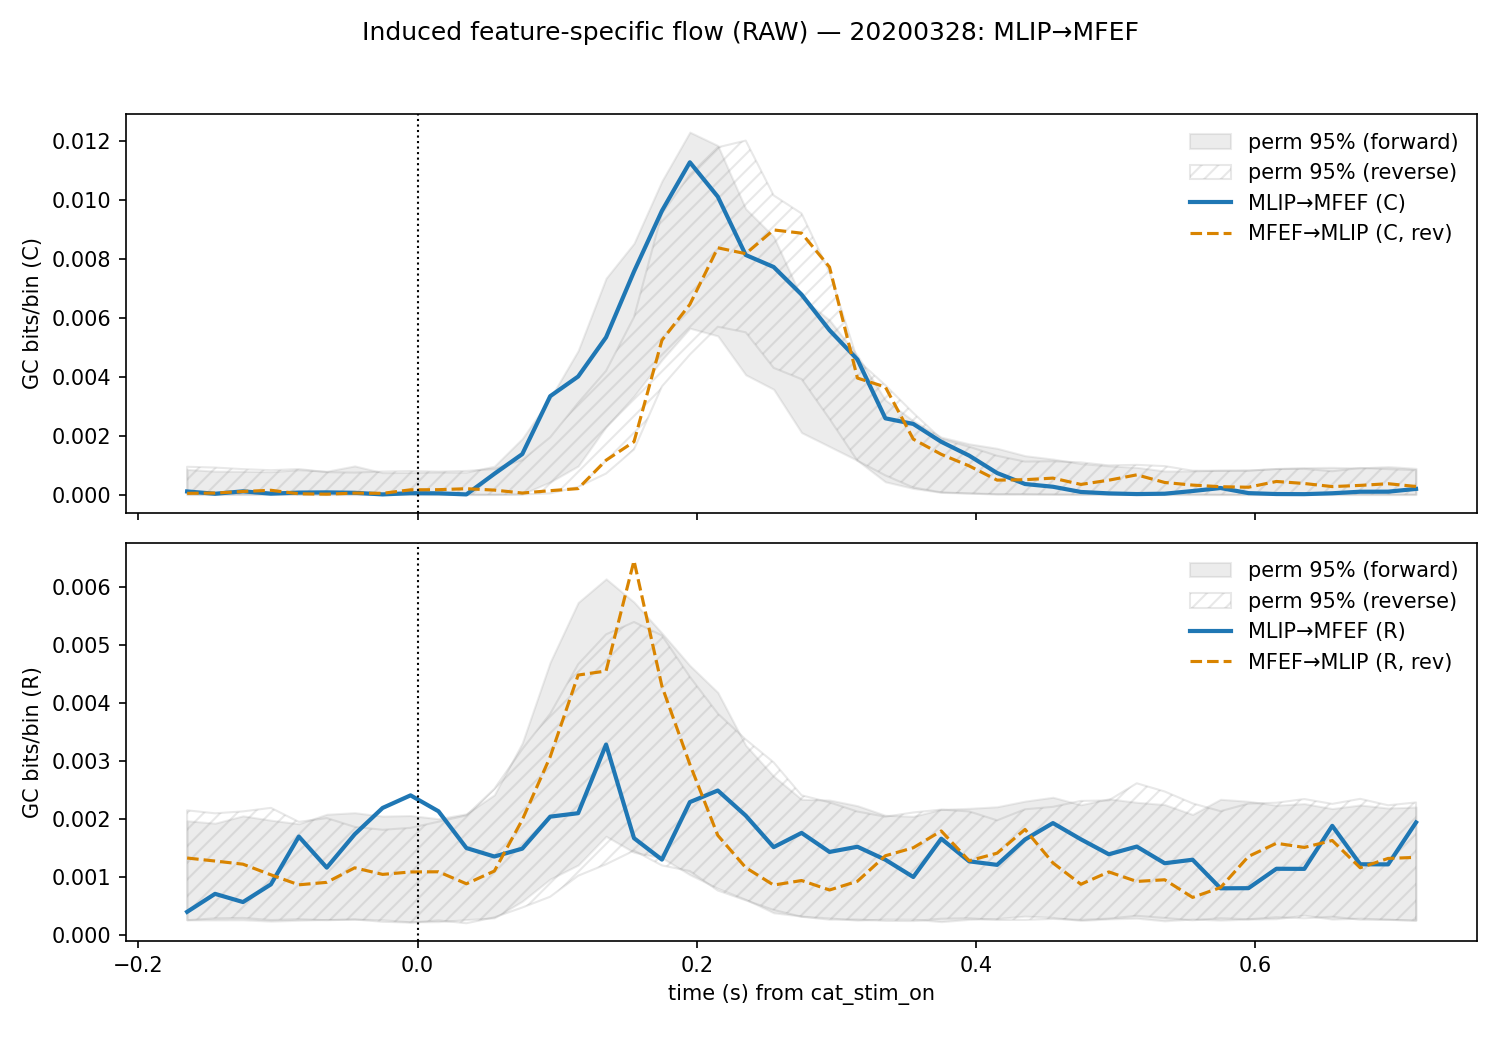 Induced feature-specific flow (RAW) — 20200328: MLIP→MFEF
GC bits/bin (C)
0.012
0.010
0.008
0.006
0.004
0.002
0.000
perm 95% (forward)
perm 95% (reverse)
MLIP→MFEF (C)
MFEF→MLIP (C, rev)
GC bits/bin (R)
0.006
0.005
0.004
0.003
0.002
0.001
0.000
perm 95% (forward)
perm 95% (reverse)
MLIP→MFEF (R)
MFEF→MLIP (R, rev)
−0.2 0.0 0.2 0.4 0.6
time (s) from cat_stim_on